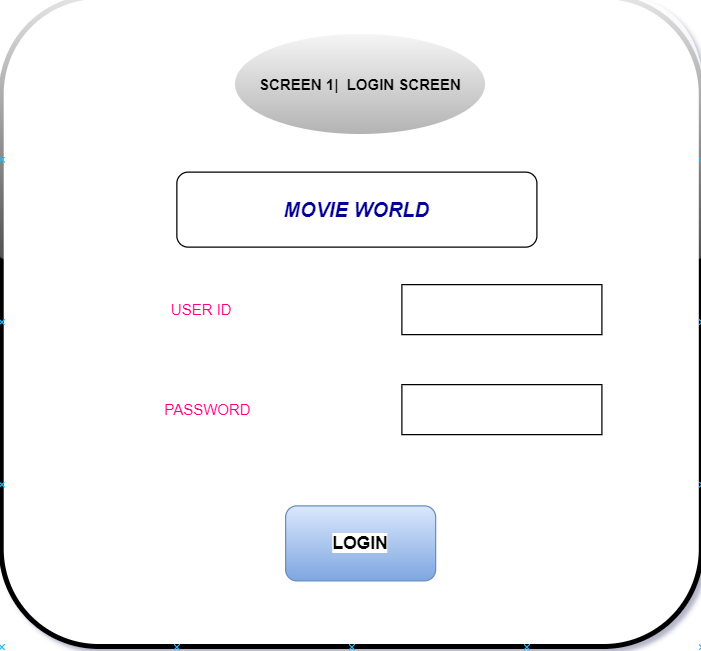 SCREEN 1| LOGIN SCREEN
MOVIE WORLD
USER ID
PASSWORD
LOGIN